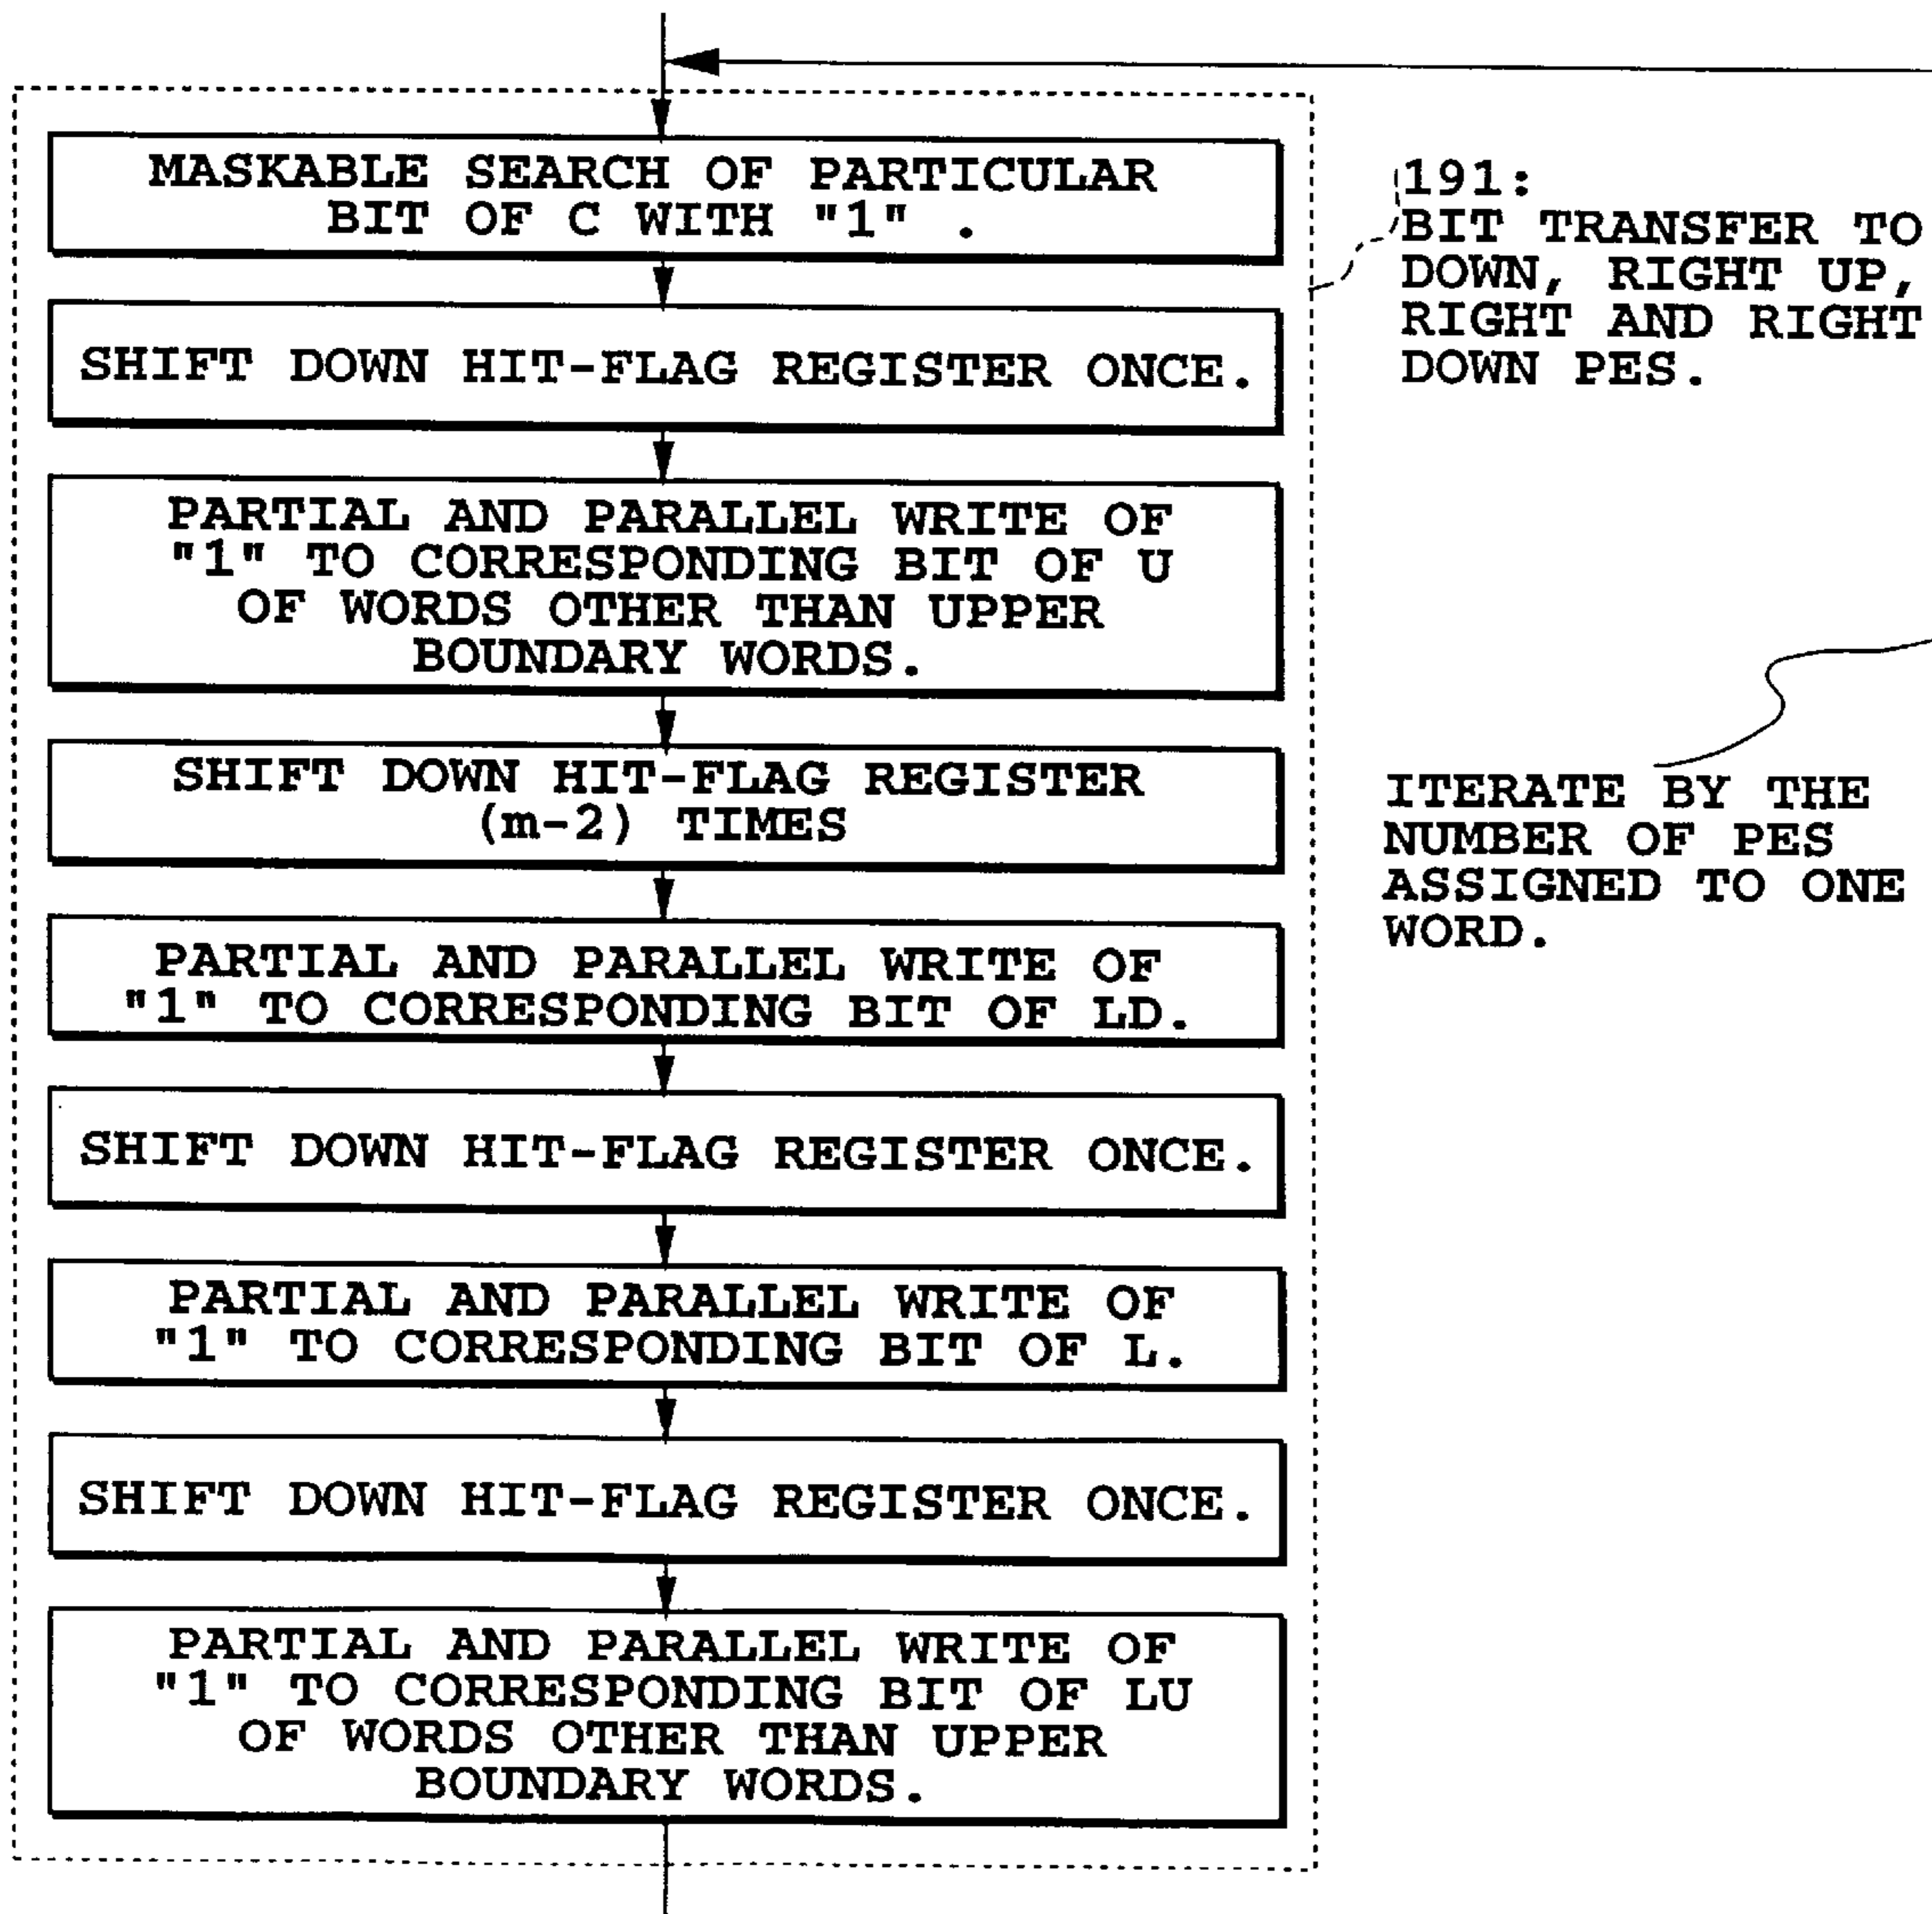 MASKABLE SEARCH OF PARTICULAR
BIT OF C WITH "1" .
SHIFT DOWN HIT-FLAG REGISTER ONCE.
PARTIAL AND PARALLEL WRITE OF
"1" TO CORRESPONDING BIT OF U
OF WORDS OTHER THAN UPPER
BOUNDARY WORDS.
SHIFT DOWN HIT-FLAG REGISTER
(m-2) TIMES
PARTIAL AND PARALLEL WRITE OF
"1" TO CORRESPONDING BIT OF LD.
SHIFT DOWN HIT-FLAG REGISTER ONCE.
PARTIAL AND PARALLEL WRITE OF
"1" TO CORRESPONDING BIT OF L.
SHIFT DOWN HIT-FLAG REGISTER ONCE.
PARTIAL AND PARALLEL WRITE OF
"1" TO CORRESPONDING BIT OF LU
OF WORDS OTHER THAN UPPER
BOUNDARY WORDS.
191:
BIT TRANSFER TO
DOWN, RIGHT UP,
RIGHT AND RIGHT
DOWN PES.
ITERATE BY THE
NUMBER OF PES
ASSIGNED TO ONE
WORD.